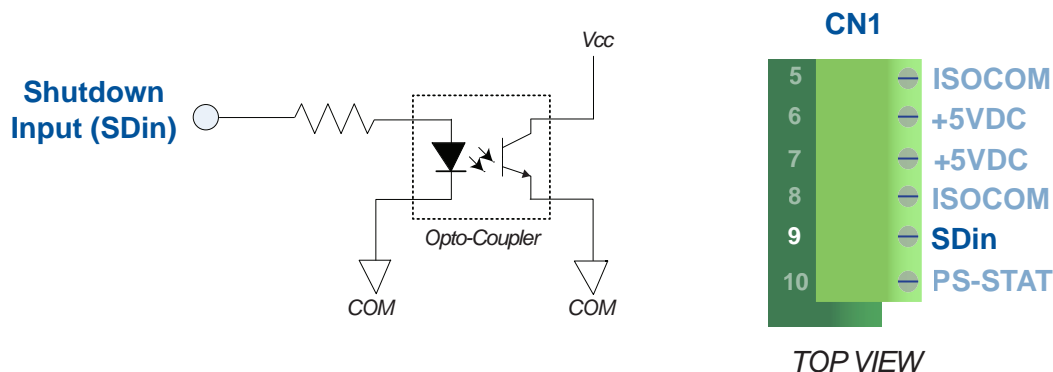 Shutdown
Input (SDin)
Vcc
Opto-Coupler
COM
COM
CN1
5 ISOCOM
6 +5VDC
7 +5VDC
8 ISOCOM
9 SDin
10 PS-STAT
TOP VIEW